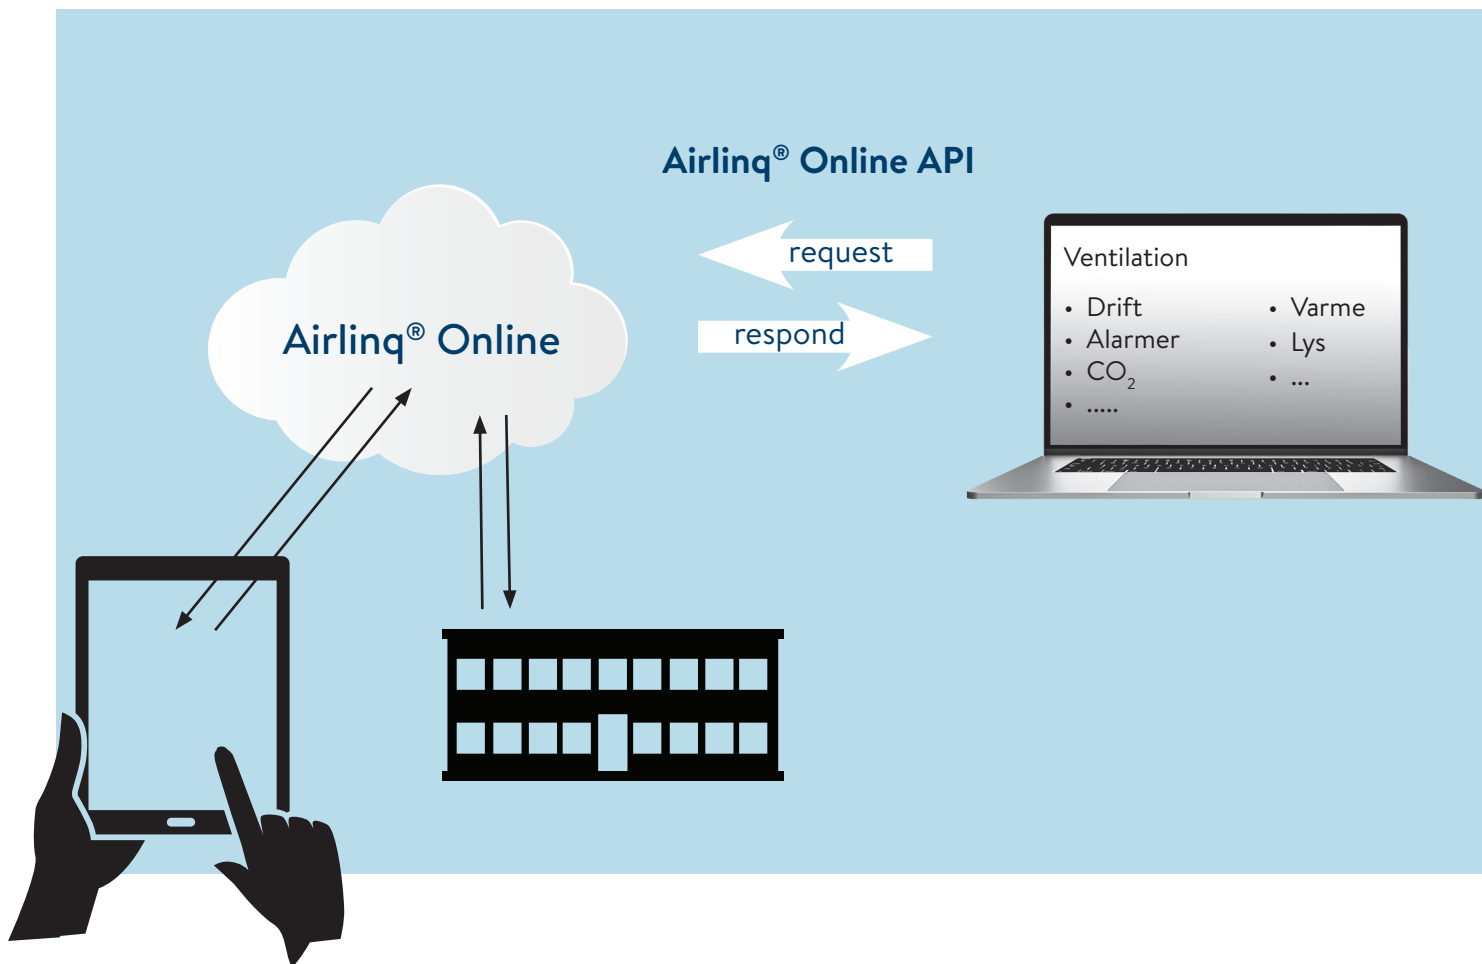 Airlinq® Online API
request
respond
Airlinq® Online
Ventilation
• Drift
• Alarmer
• CO₂
• .....
• Varme
• Lys
• ...